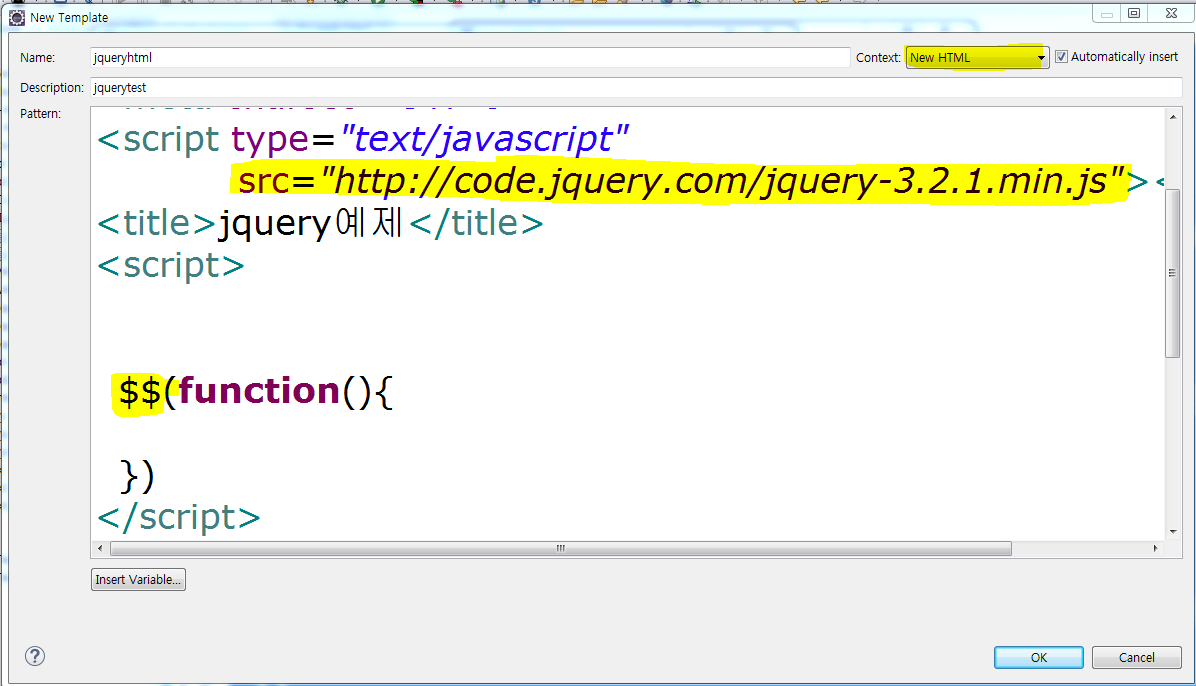 New Template
Name: jqueryhtml Context: New HTML Automatically insert
Description: jquerytest
Pattern:
<script type="text/javascript"
src="http://code.jquery.com/jquery-3.2.1.min.js"><
<title>jquery예제</title>
<script>
$$(function(){
})
</script>
Insert Variable...
?
OK Cancel